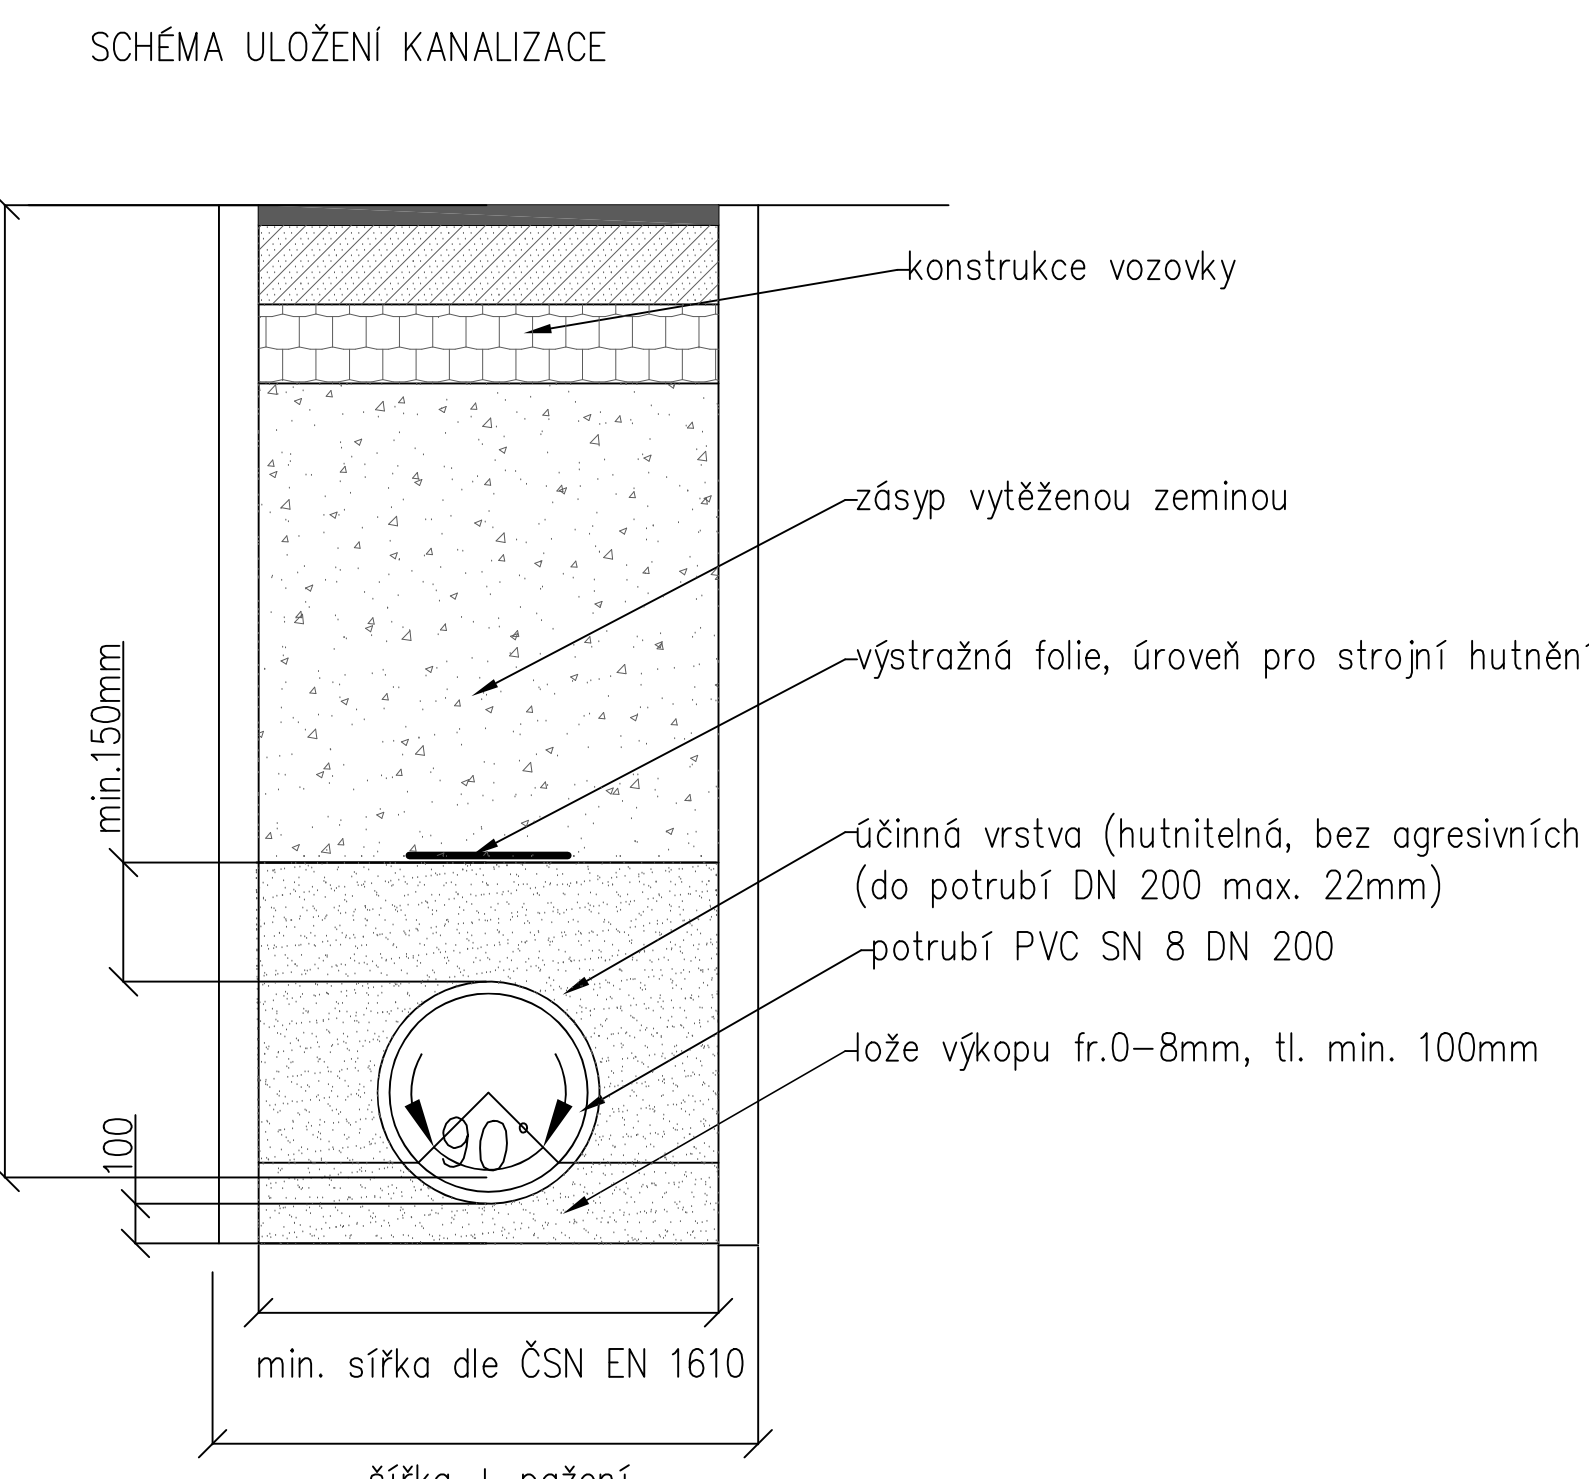 SCHÉMA ULOŽENÍ KANALIZACE
konstrukce vozovky
zásyp vytěženou zeminou
výstražná folie, úroveň pro strojní hutnění
min.150mm
účinná vrstva (hutnitelná, bez agresivních
(do potrubí DN 200 max. 22mm)
potrubí PVC SN 8 DN 200
lože výkopu fr.0-8mm, tl. min. 100mm
90°
100
min. sířka dle ČSN EN 1610
šířka + pažení